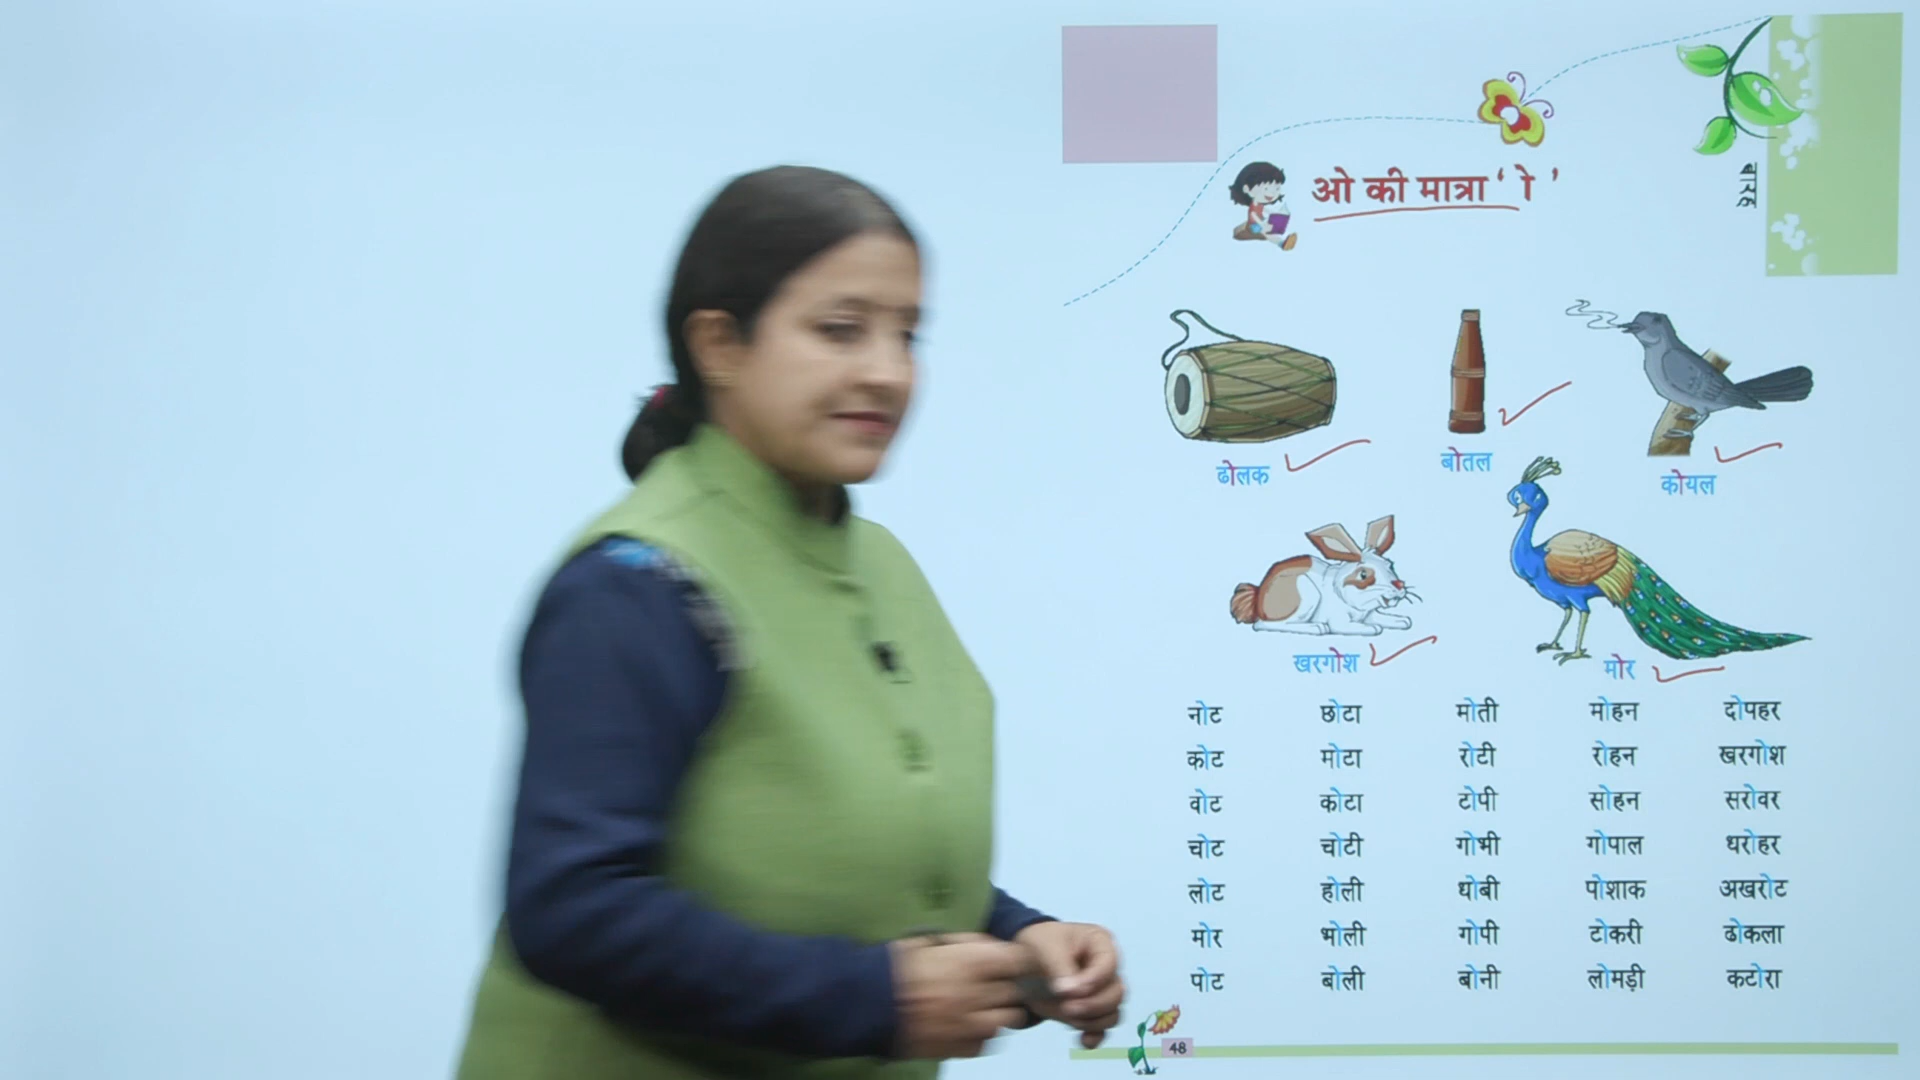 बारह
ओ की मात्रा ‘ ो ’
ढोलक बोतल कोयल
खरगोश मोर
नोट छोटा मोती मोहन दोपहर
कोट मोटा रोटी रोहन खरगोश
वोट कोटा टोपी सोहन सरोवर
चोट चोटी गोभी गोपाल धरोहर
लोट होली धोबी पोशाक अखरोट
मोर भोली गोपी टोकरी ढोकला
पोट बोली बोनी लोमड़ी कटोरा
48